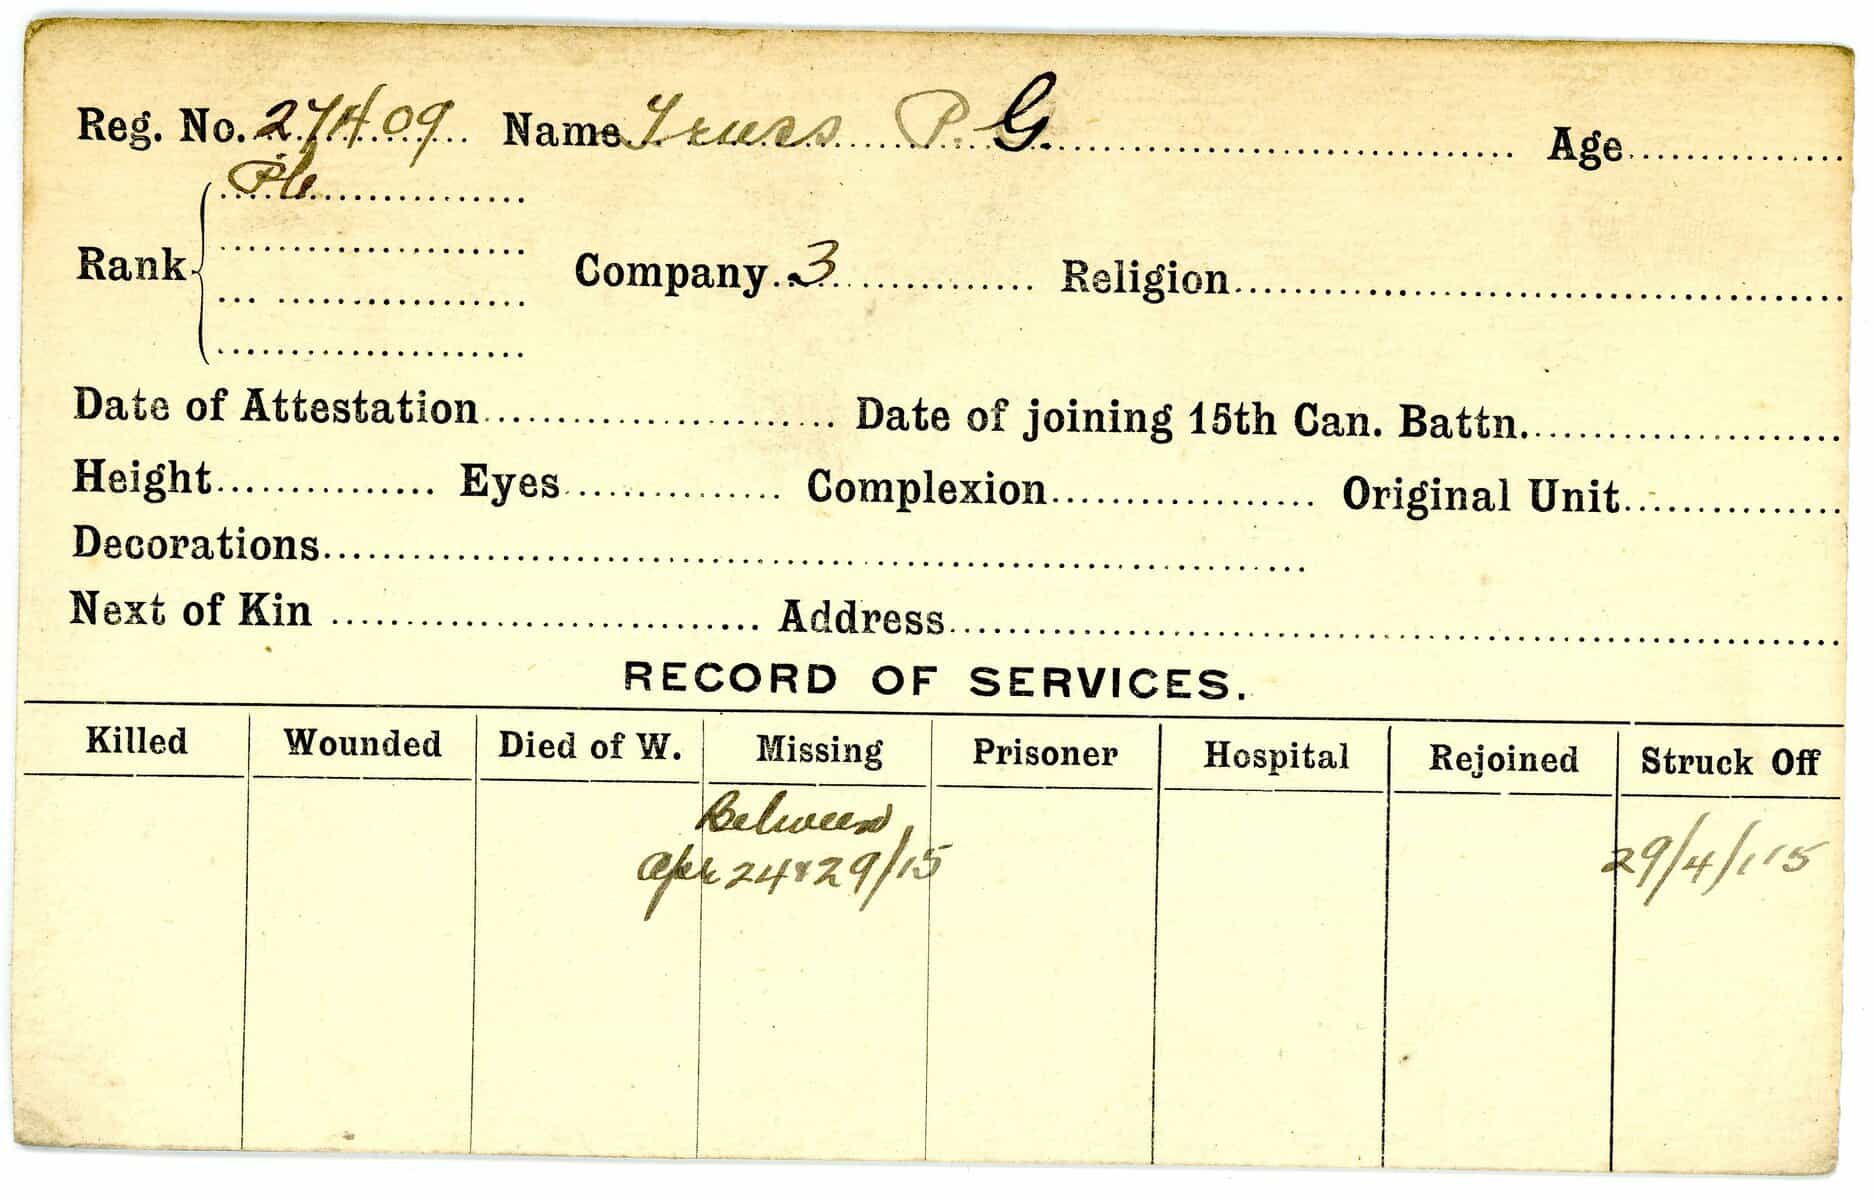 Reg. No. 27409 Name Truss P. G. Age
Pte
Rank Company 3 Religion
Date of Attestation Date of joining 15th Can. Battn.
Height Eyes Complexion Original Unit
Decorations
Next of Kin Address
RECORD OF SERVICES.
Killed Wounded Died of W. Missing Prisoner Hospital Rejoined Struck Off
Between
Apr 24 & 29/15 29/4/15